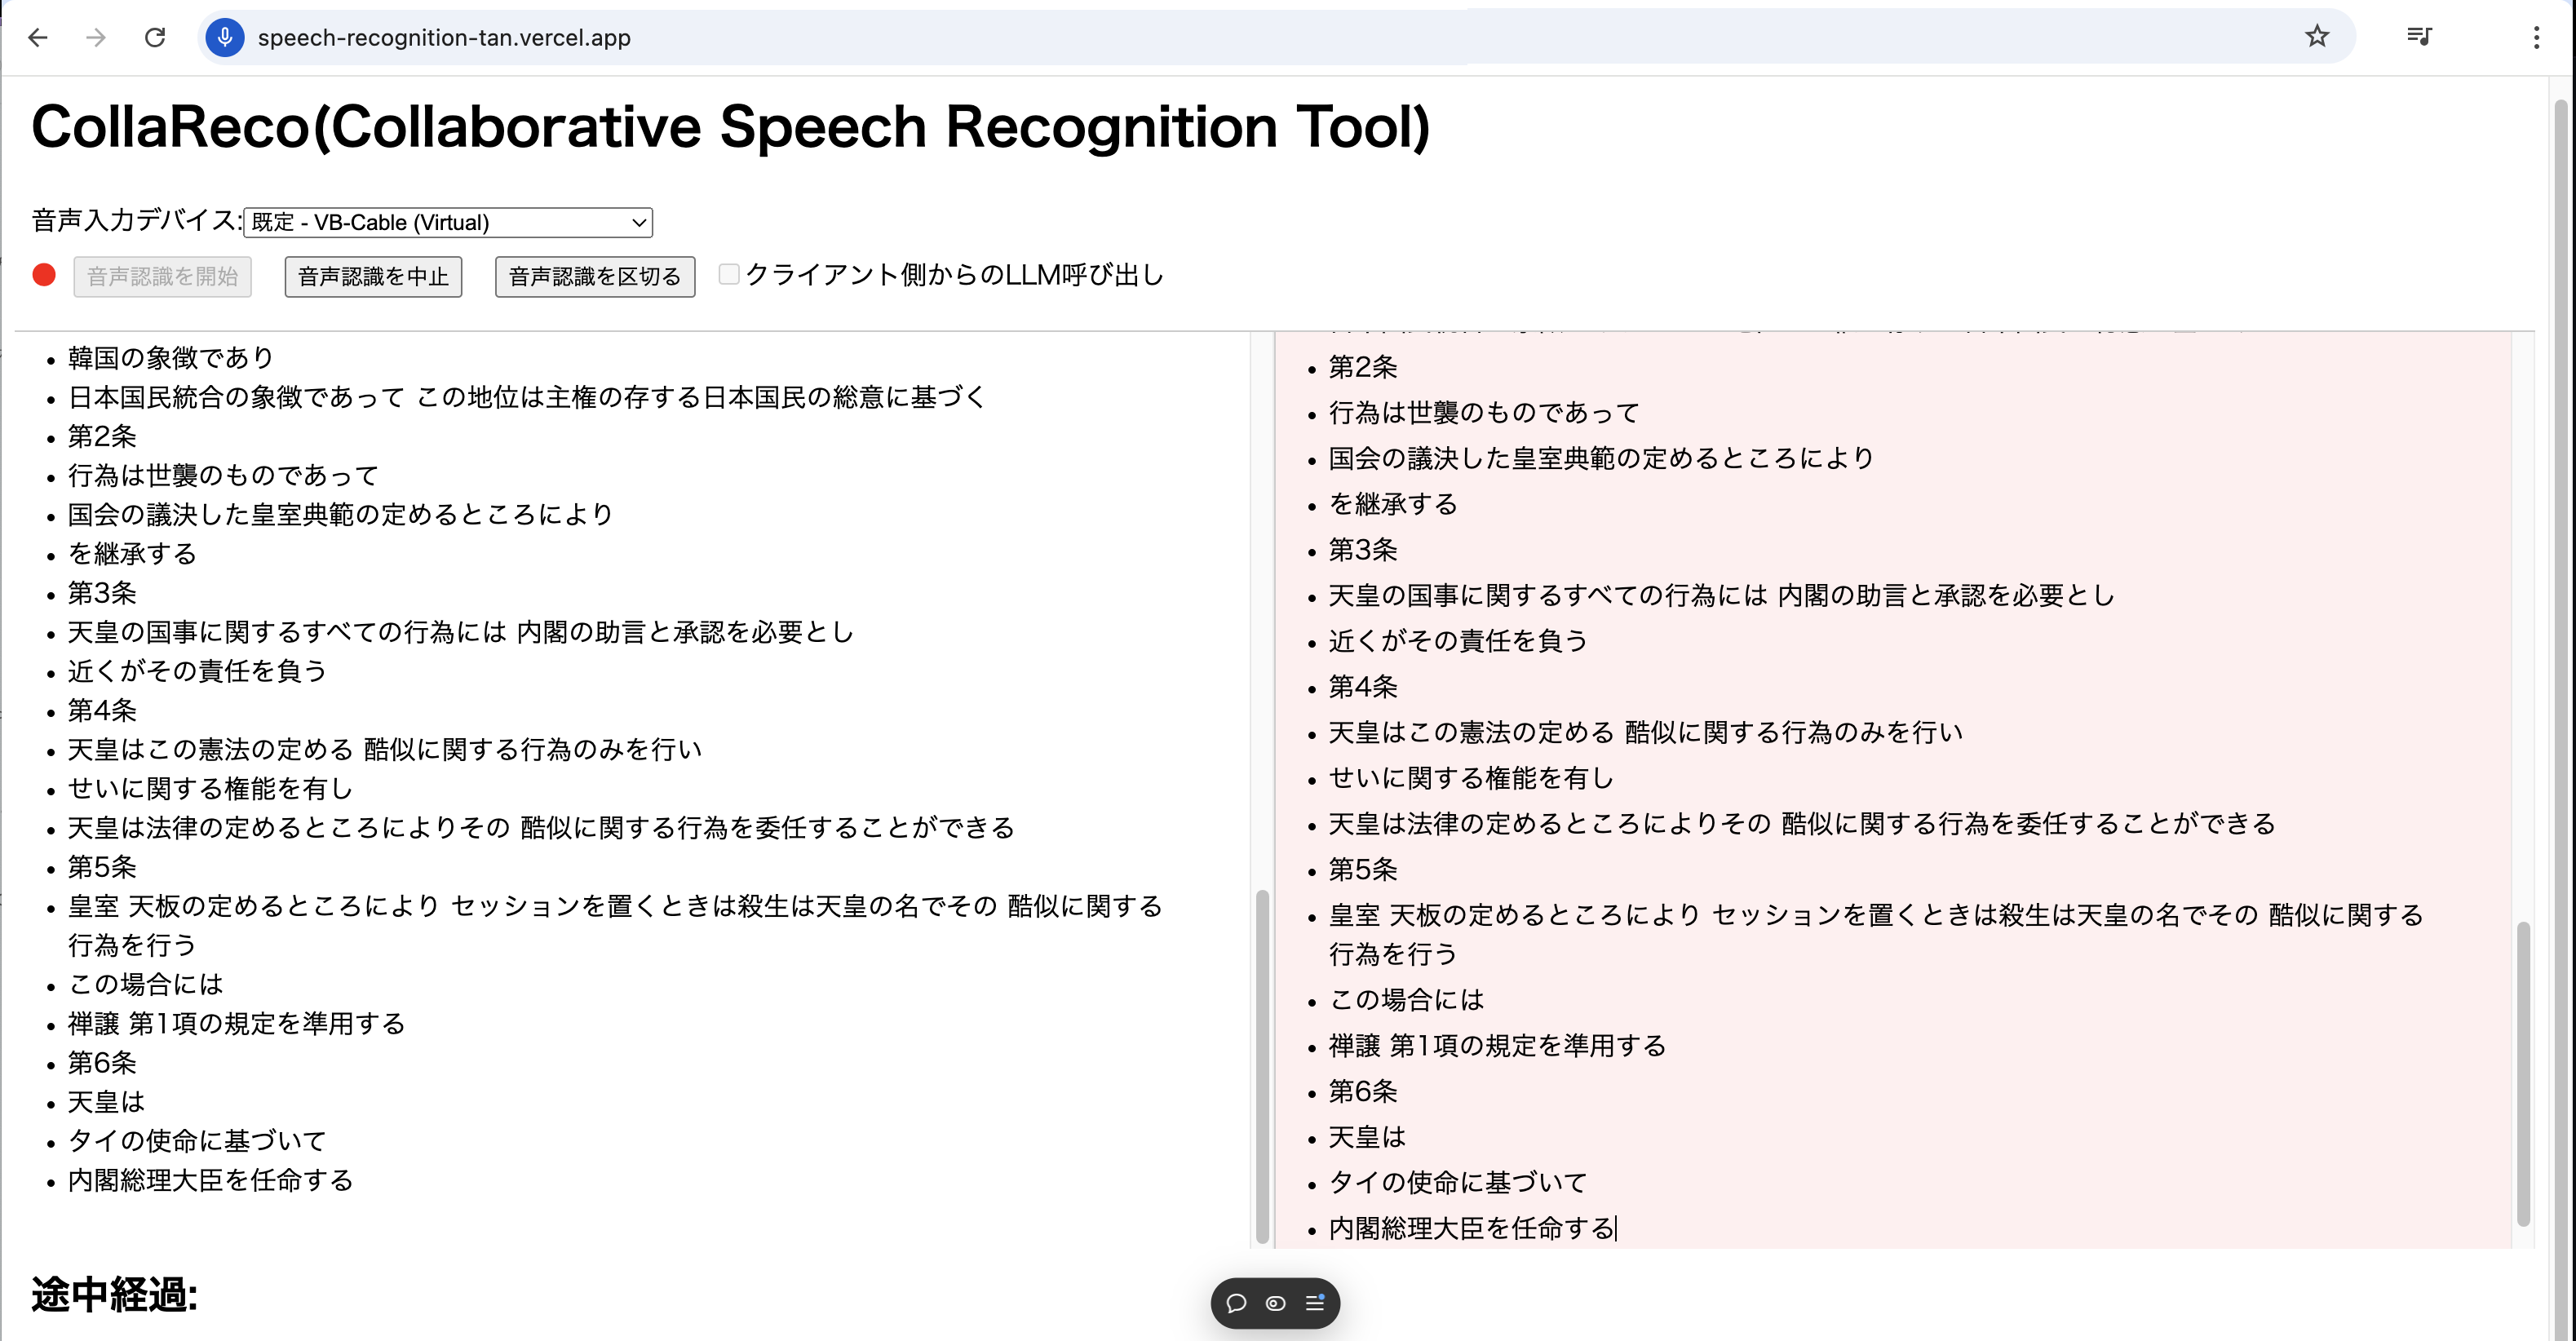 speech-recognition-tan.vercel.app
CollaReco(Collaborative Speech Recognition Tool)
音声入力デバイス:
既定 - VB-Cable (Virtual)
音声認識を開始
音声認識を中止
音声認識を区切る
クライアント側からのLLM呼び出し
韓国の象徴であり
日本国民統合の象徴であって この地位は主権の存する日本国民の総意に基づく
第2条
行為は世襲のものであって
国会の議決した皇室典範の定めるところにより
を継承する
第3条
天皇の国事に関するすべての行為には 内閣の助言と承認を必要とし
近くがその責任を負う
第4条
天皇はこの憲法の定める 酷似に関する行為のみを行い
せいに関する権能を有し
天皇は法律の定めるところによりその 酷似に関する行為を委任することができる
第5条
皇室 天板の定めるところにより セッションを置くときは殺生は天皇の名でその 酷似に関する
行為を行う
この場合には
禅譲 第1項の規定を準用する
第6条
天皇は
タイの使命に基づいて
内閣総理大臣を任命する
第2条
行為は世襲のものであって
国会の議決した皇室典範の定めるところにより
を継承する
第3条
天皇の国事に関するすべての行為には 内閣の助言と承認を必要とし
近くがその責任を負う
第4条
天皇はこの憲法の定める 酷似に関する行為のみを行い
せいに関する権能を有し
天皇は法律の定めるところによりその 酷似に関する行為を委任することができる
第5条
皇室 天板の定めるところにより セッションを置くときは殺生は天皇の名でその 酷似に関する
行為を行う
この場合には
禅譲 第1項の規定を準用する
第6条
天皇は
タイの使命に基づいて
内閣総理大臣を任命する
途中経過: